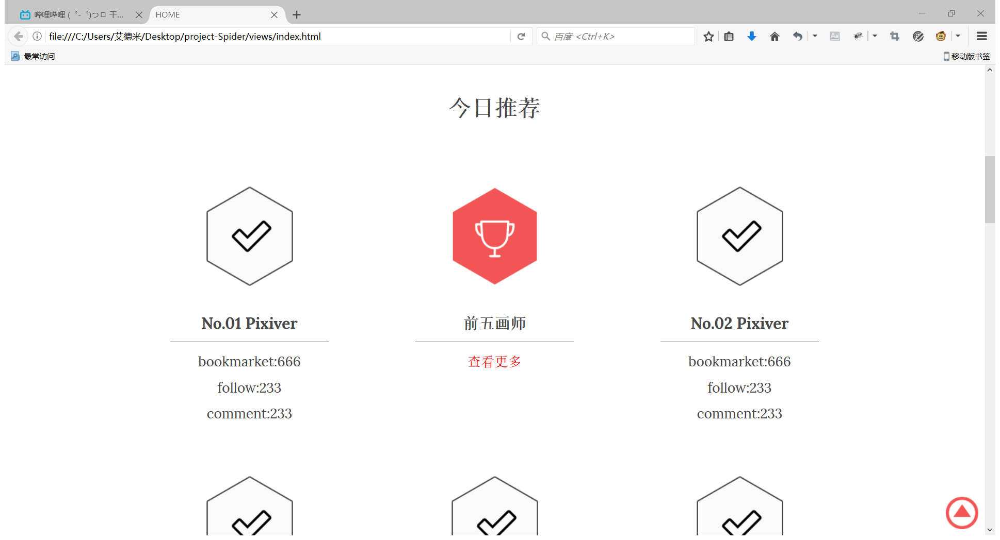 哔哩哔哩 (゜-゜)つロ 干...
HOME
file:///C:/Users/艾德米/Desktop/project-Spider/views/index.html
百度 <Ctrl+K>
Aa
最常访问
移动版书签
今日推荐
No.01 Pixiver
前五画师
No.02 Pixiver
bookmarket:666
查看更多
bookmarket:666
follow:233
follow:233
comment:233
comment:233